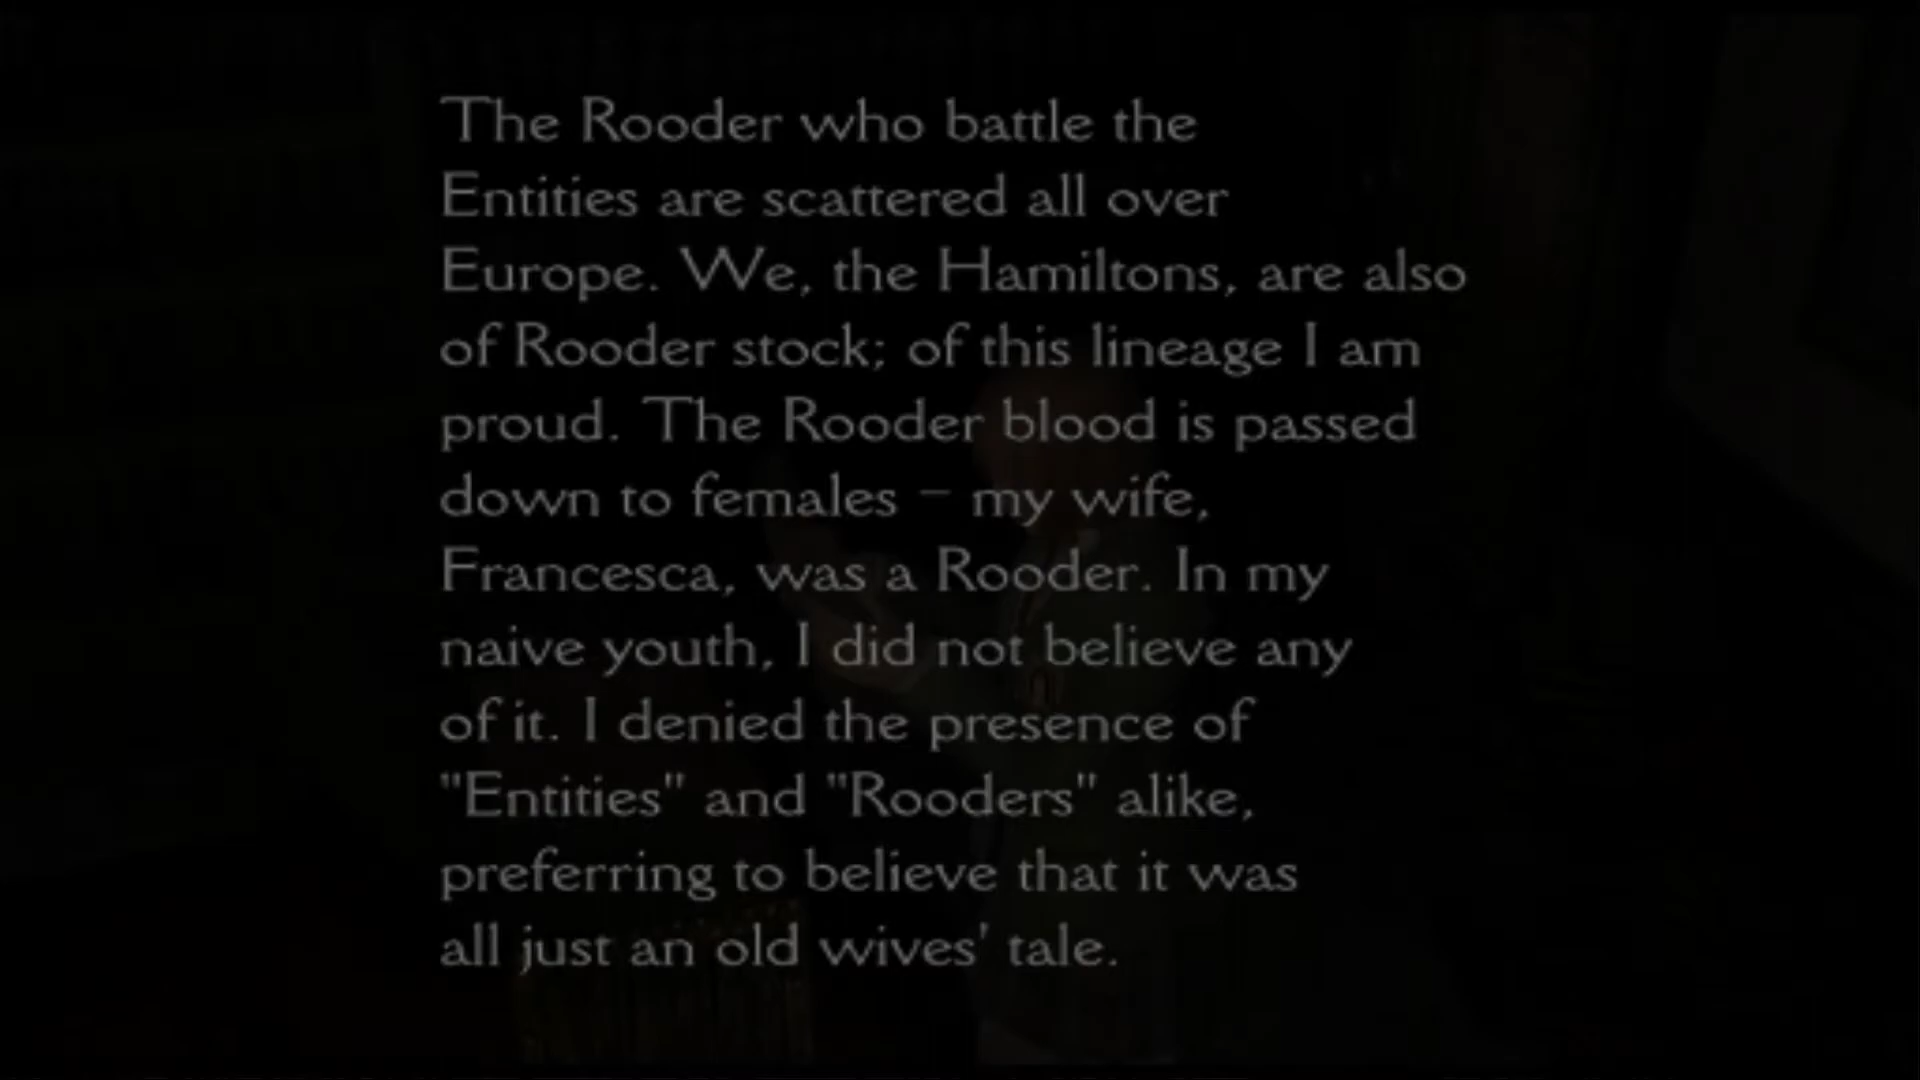 The Rooder who battle the
Entities are scattered all over
Europe. We, the Hamiltons, are also
of Rooder stock; of this lineage I am
proud. The Rooder blood is passed
down to females – my wife,
Francesca, was a Rooder. In my
naive youth, I did not believe any
of it. I denied the presence of
"Entities" and "Rooders" alike,
preferring to believe that it was
all just an old wives' tale.